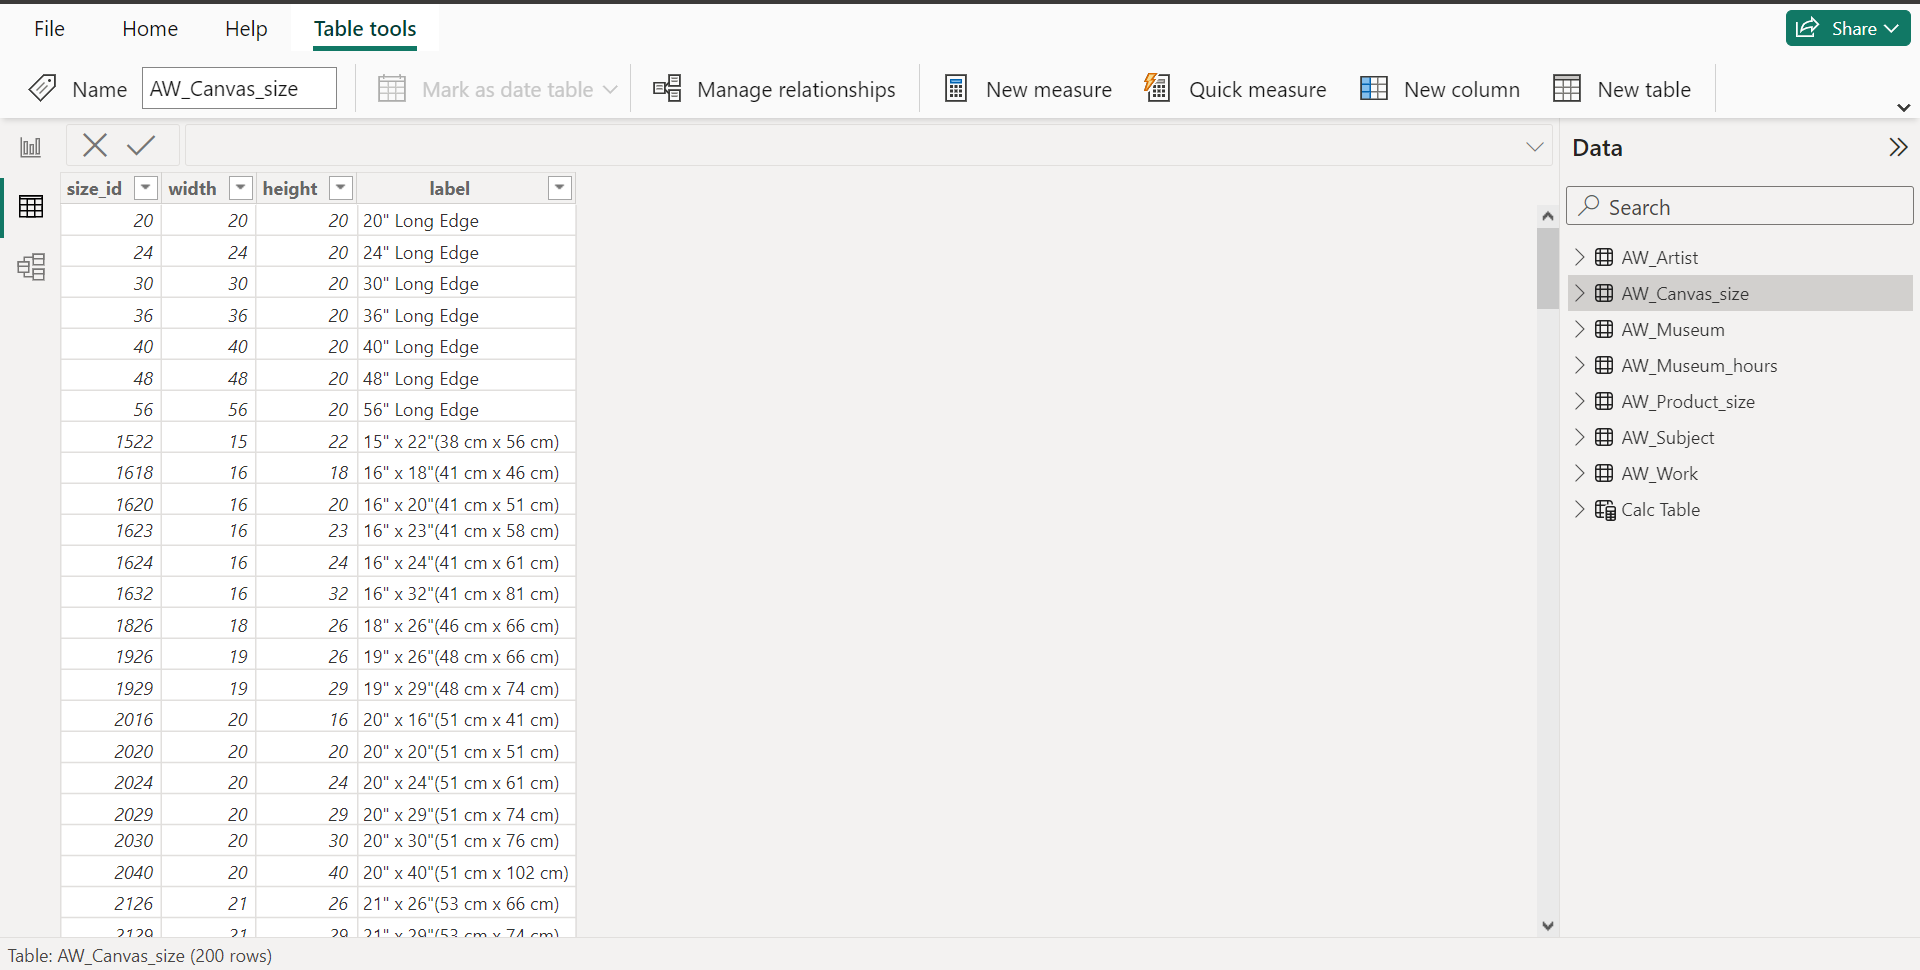 File Home Help Table tools Share
Name AW_Canvas_size Mark as date table Manage relationships New measure Quick measure New column New table
Data
size_id width height label
Search
20 20 20 20" Long Edge
24 24 20 24" Long Edge
30 30 20 30" Long Edge
36 36 20 36" Long Edge
40 40 20 40" Long Edge
48 48 20 48" Long Edge
56 56 20 56" Long Edge
1522 15 22 15" x 22"(38 cm x 56 cm)
1618 16 18 16" x 18"(41 cm x 46 cm)
1620 16 20 16" x 20"(41 cm x 51 cm)
1623 16 23 16" x 23"(41 cm x 58 cm)
1624 16 24 16" x 24"(41 cm x 61 cm)
1632 16 32 16" x 32"(41 cm x 81 cm)
1826 18 26 18" x 26"(46 cm x 66 cm)
1926 19 26 19" x 26"(48 cm x 66 cm)
1929 19 29 19" x 29"(48 cm x 74 cm)
2016 20 16 20" x 16"(51 cm x 41 cm)
2020 20 20 20" x 20"(51 cm x 51 cm)
2024 20 24 20" x 24"(51 cm x 61 cm)
2029 20 29 20" x 29"(51 cm x 74 cm)
2030 20 30 20" x 30"(51 cm x 76 cm)
2040 20 40 20" x 40"(51 cm x 102 cm)
2126 21 26 21" x 26"(53 cm x 66 cm)
2129 21 29 21" x 29"(53 cm x 74 cm)
AW_Artist
AW_Canvas_size
AW_Museum
AW_Museum_hours
AW_Product_size
AW_Subject
AW_Work
Calc Table
Table: AW_Canvas_size (200 rows)